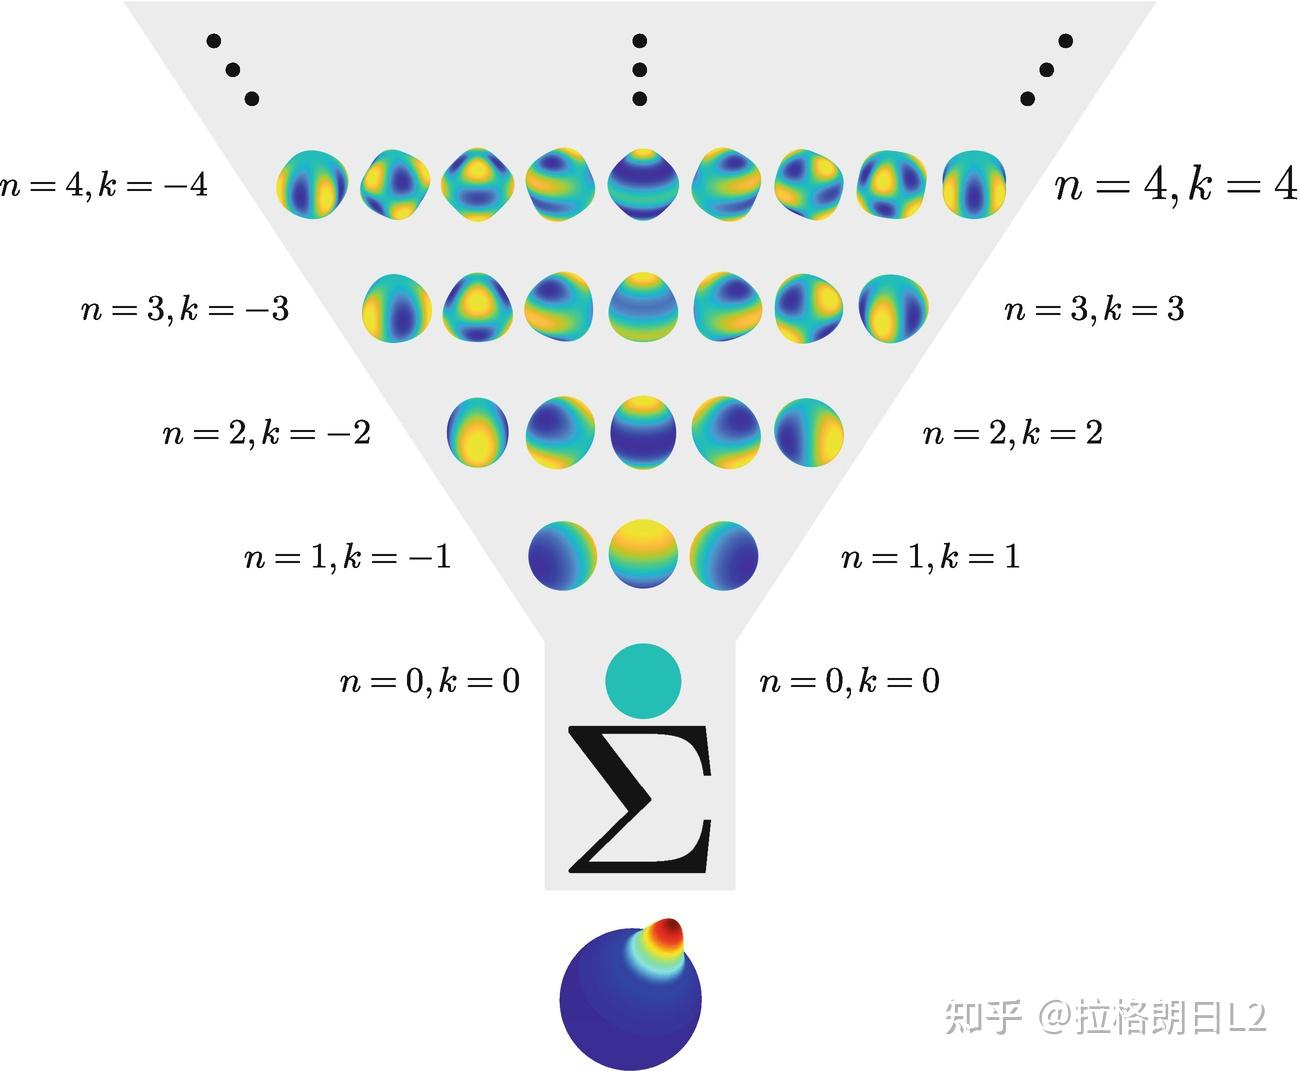 n = 4, k = −4
n = 4, k = 4
n = 3, k = −3
n = 3, k = 3
n = 2, k = −2
n = 2, k = 2
n = 1, k = −1
n = 1, k = 1
n = 0, k = 0
n = 0, k = 0
Σ
知乎 @拉格朗日L2